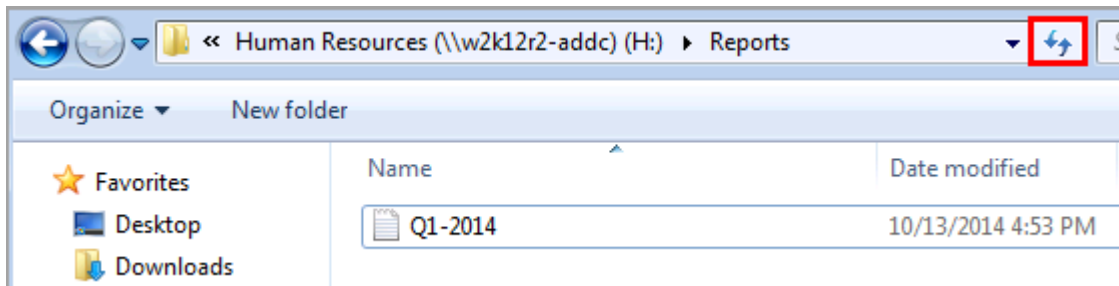 « Human Resources (\\w2k12r2-addc) (H:) ▸ Reports
Organize ▾ New folder
Favorites
Desktop
Downloads
Name Date modified
Q1-2014 10/13/2014 4:53 PM